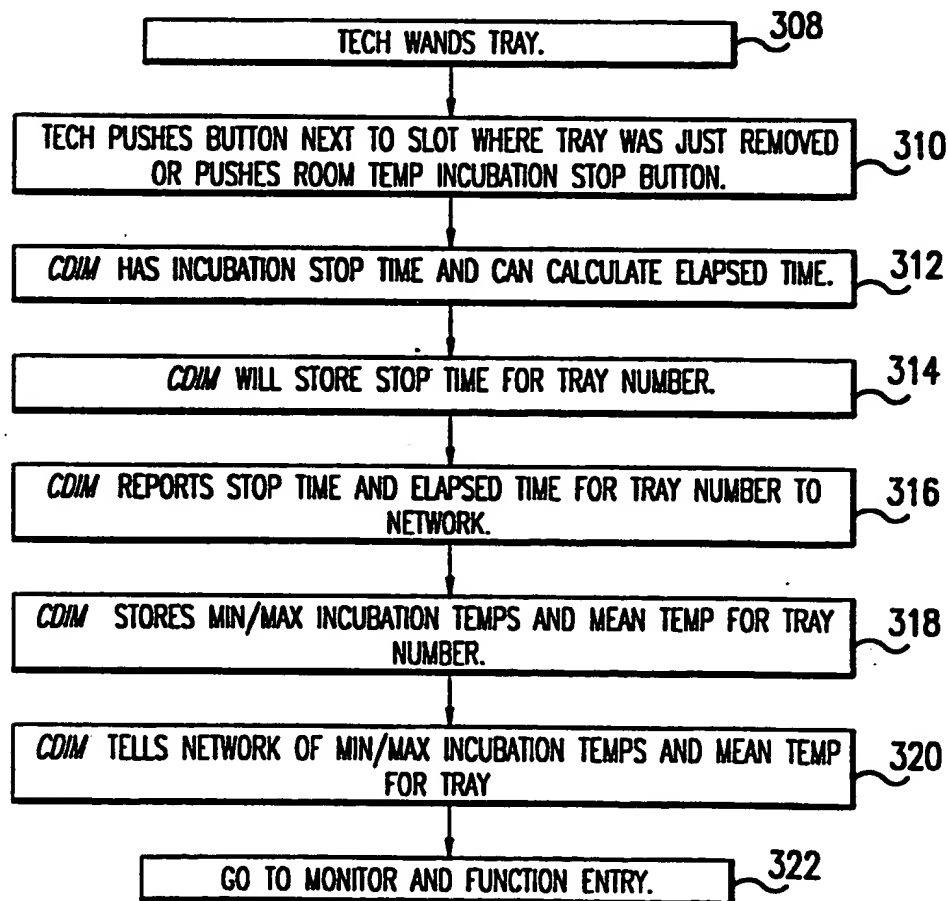 TECH WANDS TRAY.
308
TECH PUSHES BUTTON NEXT TO SLOT WHERE TRAY WAS JUST REMOVED
OR PUSHES ROOM TEMP INCUBATION STOP BUTTON.
310
CDIM HAS INCUBATION STOP TIME AND CAN CALCULATE ELAPSED TIME.
312
CDIM WILL STORE STOP TIME FOR TRAY NUMBER.
314
CDIM REPORTS STOP TIME AND ELAPSED TIME FOR TRAY NUMBER TO
NETWORK.
316
CDIM STORES MIN/MAX INCUBATION TEMPS AND MEAN TEMP FOR TRAY
NUMBER.
318
CDIM TELLS NETWORK OF MIN/MAX INCUBATION TEMPS AND MEAN TEMP
FOR TRAY
320
GO TO MONITOR AND FUNCTION ENTRY.
322